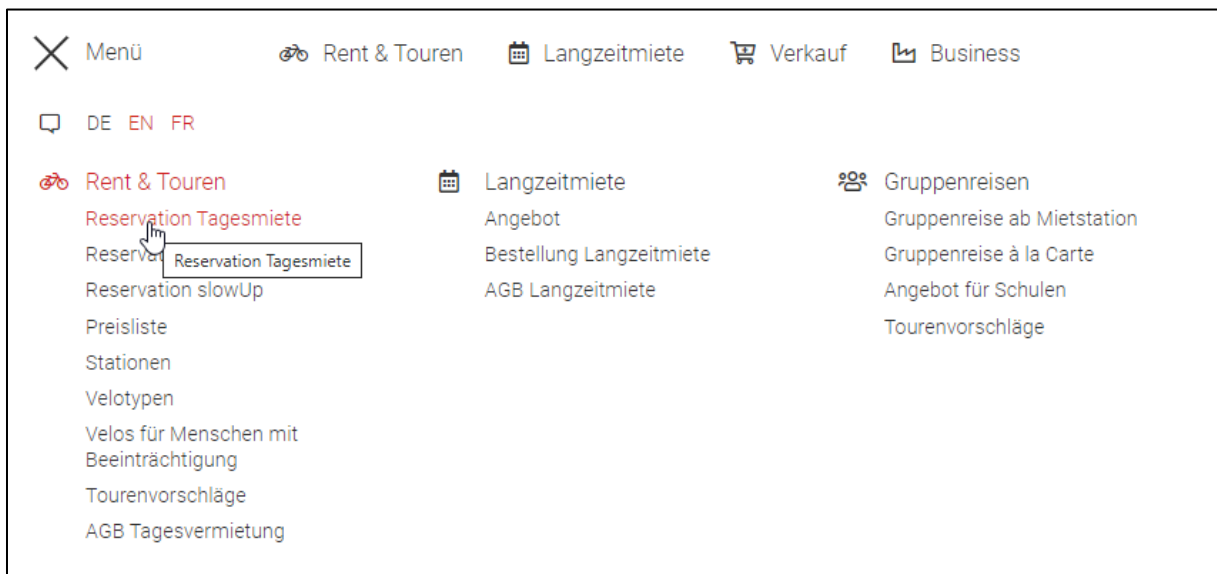 Menü Rent & Touren Langzeitmiete Verkauf Business
DE EN FR
Rent & Touren
Reservation Tagesmiete
Reservation Tagesmiete
Reservation slowUp
Preisliste
Stationen
Velotypen
Velos für Menschen mit
Beeinträchtigung
Tourenvorschläge
AGB Tagesvermietung
Langzeitmiete
Angebot
Bestellung Langzeitmiete
AGB Langzeitmiete
Gruppenreisen
Gruppenreise ab Mietstation
Gruppenreise à la Carte
Angebot für Schulen
Tourenvorschläge